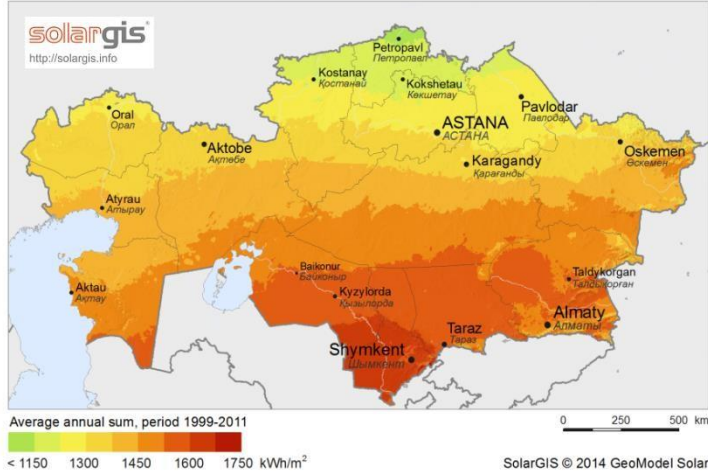 solargis
http://solargis.info
Petropavl
Петропавл
Kostanay
Қостанай
Kokshetau
Көкшетау
Oral
Орал
Pavlodar
Павлодар
ASTANA
АСТАНА
Aktobe
Ақтөбе
Oskemen
Өскемен
Karagandy
Қарағанды
Atyrau
Атырау
Baikonur
Байконыр
Taldykorgan
Талдықорған
Aktau
Ақтау
Kyzylorda
Қызылорда
Almaty
Алматы
Taraz
Тараз
Shymkent
Шымкент
Average annual sum, period 1999-2011
< 1150 1300 1450 1600 1750 kWh/m²
0 250 500 km
SolarGIS © 2014 GeoModel Solar